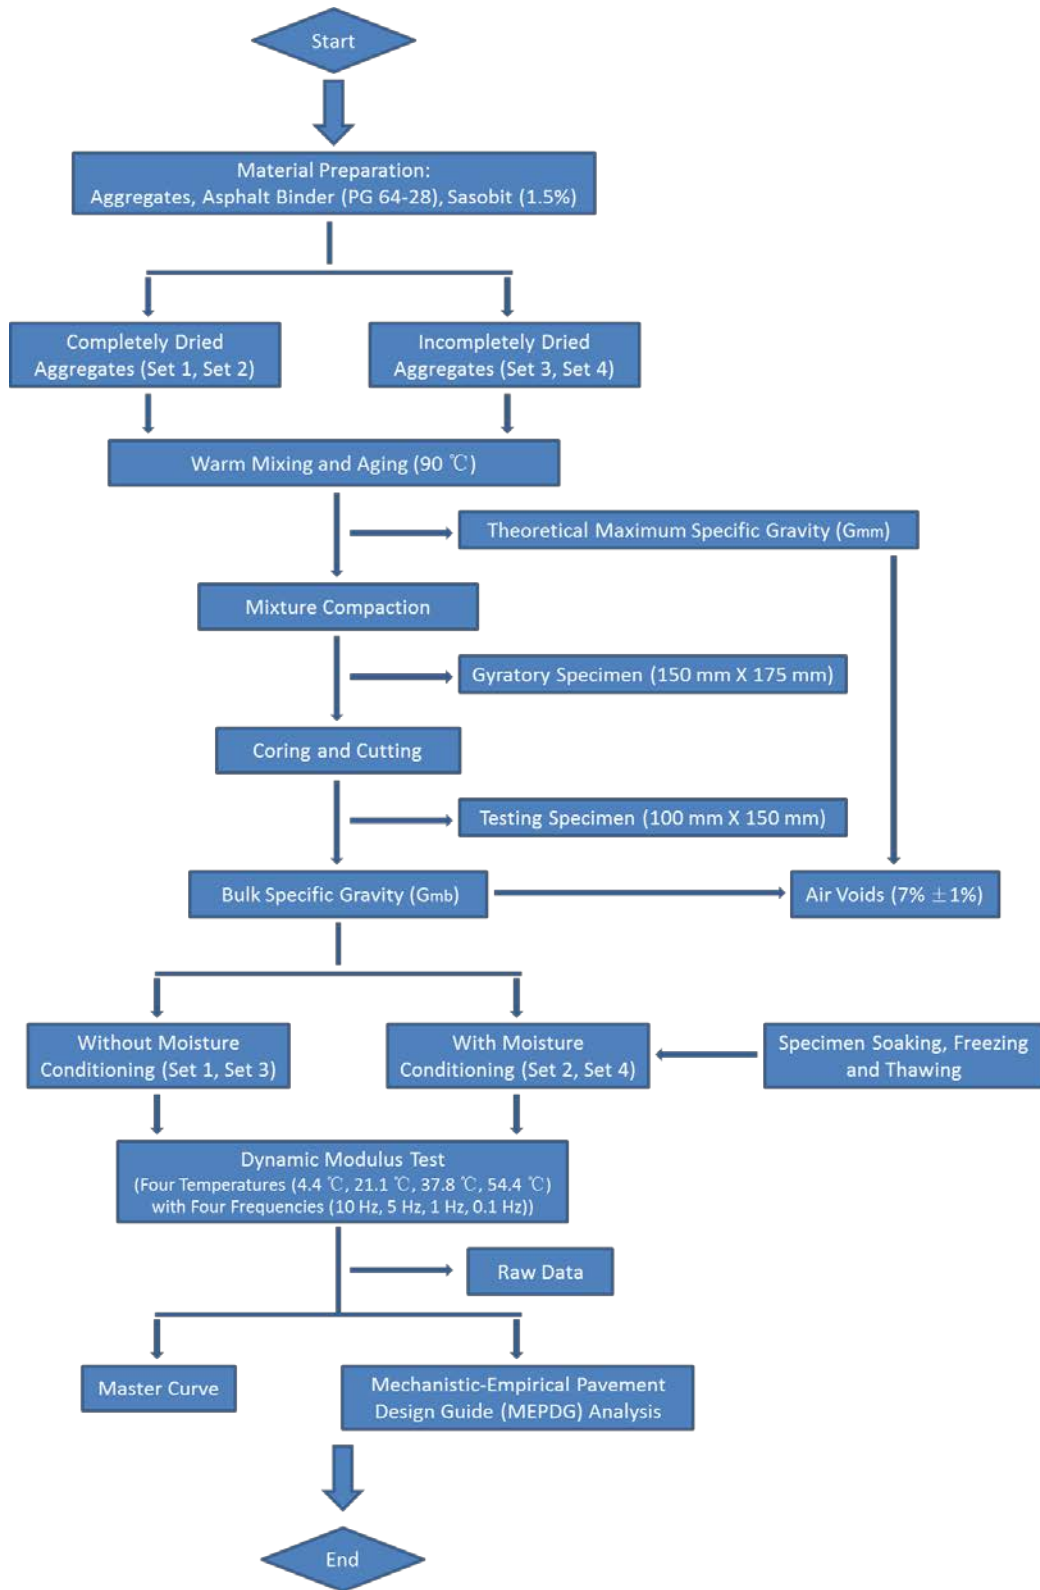 Start
Material Preparation:
Aggregates, Asphalt Binder (PG 64-28), Sasobit (1.5%)
Completely Dried
Aggregates (Set 1, Set 2)
Incompletely Dried
Aggregates (Set 3, Set 4)
Warm Mixing and Aging (90 ℃)
Theoretical Maximum Specific Gravity (Gmm)
Mixture Compaction
Gyratory Specimen (150 mm X 175 mm)
Coring and Cutting
Testing Specimen (100 mm X 150 mm)
Bulk Specific Gravity (Gmb)
Air Voids (7% ±1%)
Without Moisture
Conditioning (Set 1, Set 3)
With Moisture
Conditioning (Set 2, Set 4)
Specimen Soaking, Freezing
and Thawing
Dynamic Modulus Test
(Four Temperatures (4.4 ℃, 21.1 ℃, 37.8 ℃, 54.4 ℃)
with Four Frequencies (10 Hz, 5 Hz, 1 Hz, 0.1 Hz))
Raw Data
Master Curve
Mechanistic-Empirical Pavement
Design Guide (MEPDG) Analysis
End